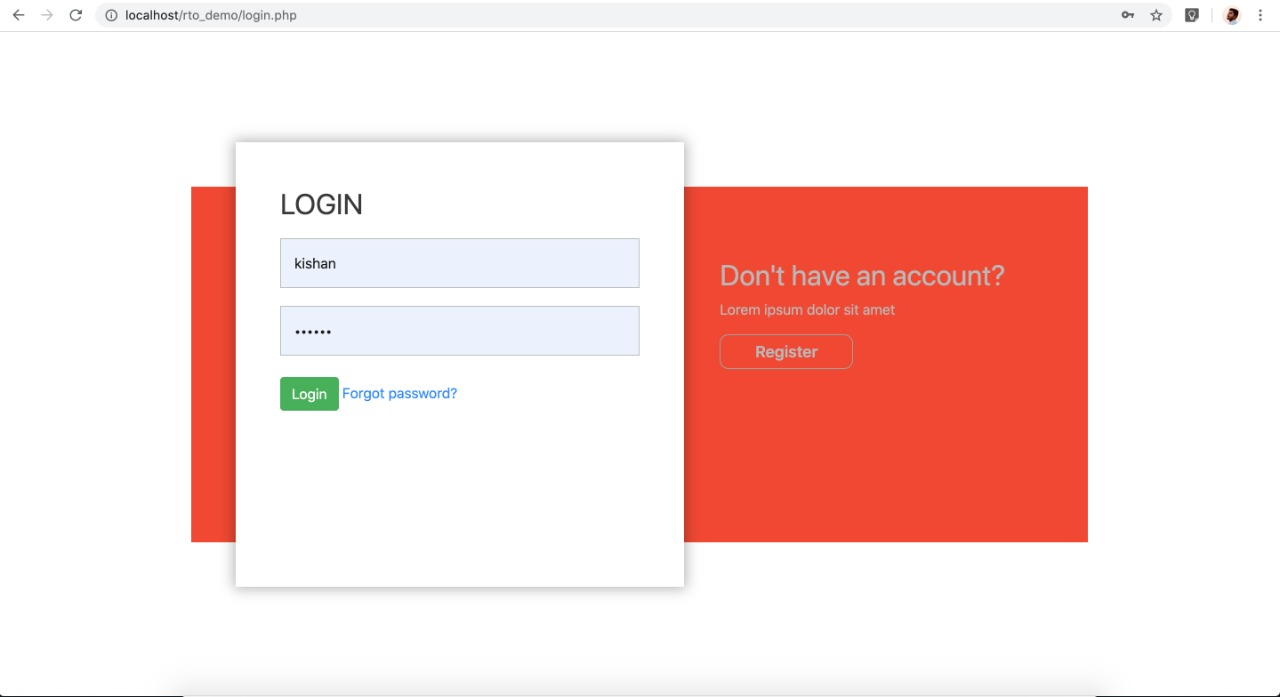 localhost/rto_demo/login.php
LOGIN
kishan
••••••
Login Forgot password?
Don't have an account?
Lorem ipsum dolor sit amet
Register